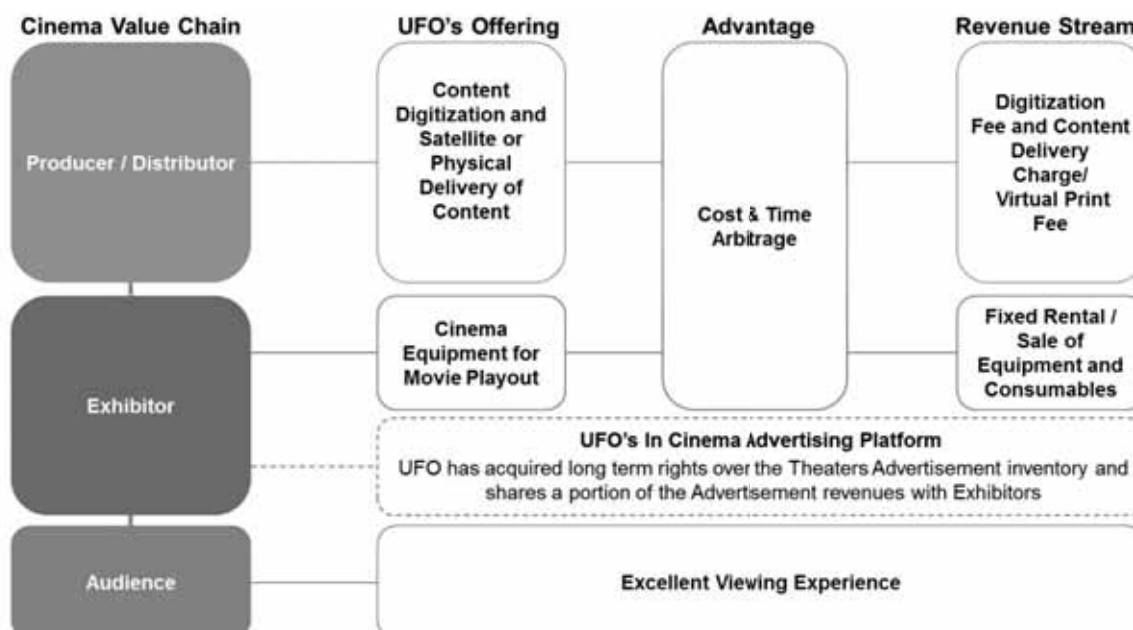 Cinema Value Chain
UFO's Offering
Advantage
Revenue Stream
Producer / Distributor
Content
Digitization and
Satellite or
Physical
Delivery of
Content
Cost & Time
Arbitrage
Digitization
Fee and Content
Delivery
Charge/
Virtual Print
Fee
Exhibitor
Cinema
Equipment for
Movie Playout
Fixed Rental /
Sale of
Equipment and
Consumables
UFO's In Cinema Advertising Platform
UFO has acquired long term rights over the Theaters Advertisement inventory and
shares a portion of the Advertisement revenues with Exhibitors
Audience
Excellent Viewing Experience